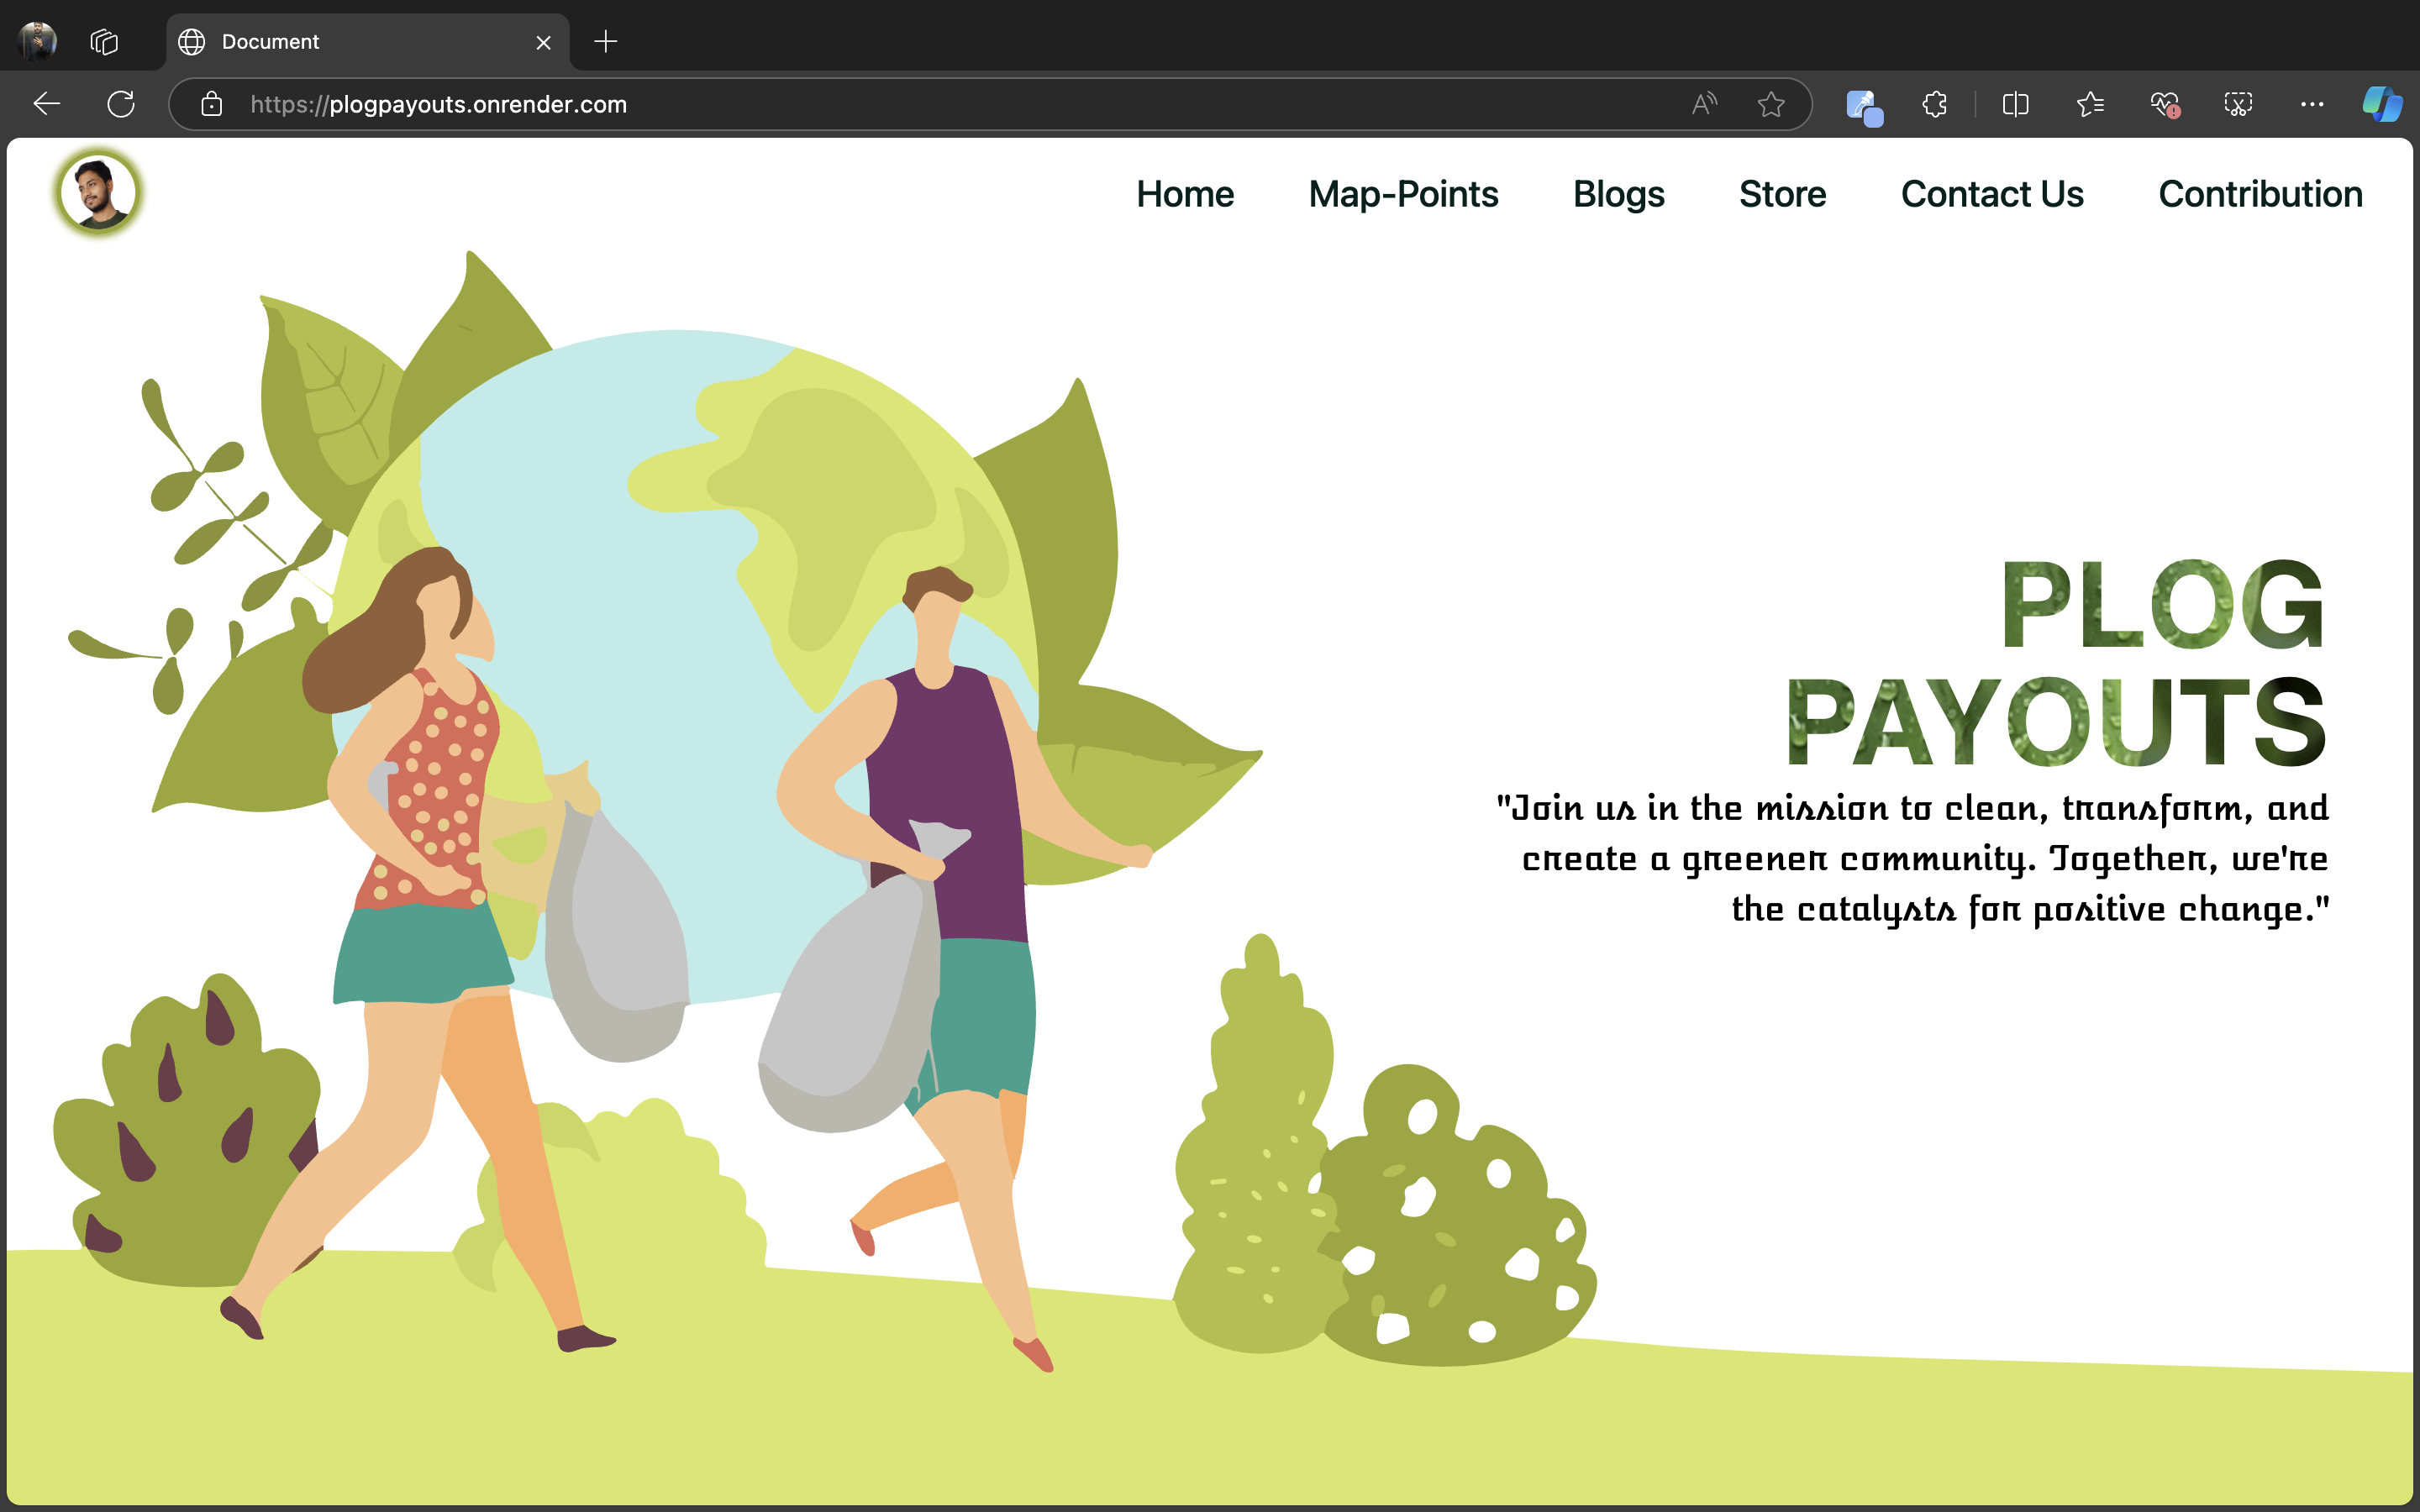 Document
https://plogpayouts.onrender.com
Home Map-Points Blogs Store Contact Us Contribution
PLOG
PAYOUTS
"Join us in the mission to clean, transform, and
create a greener community. Together, we're
the catalysts for positive change."